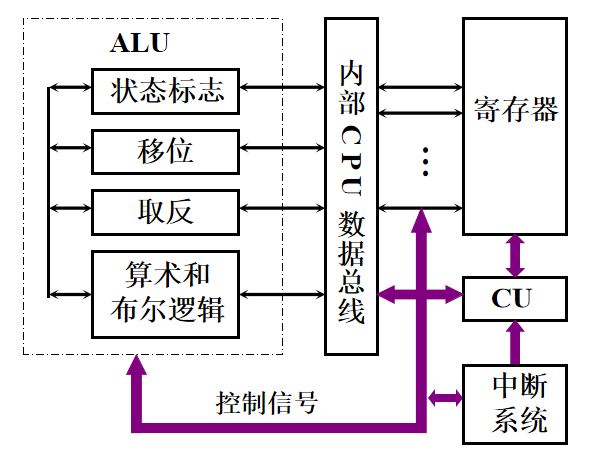 ALU
状态标志
移位
取反
算术和
布尔逻辑
内部CPU数据总线
寄存器
…
CU
中断
系统
控制信号